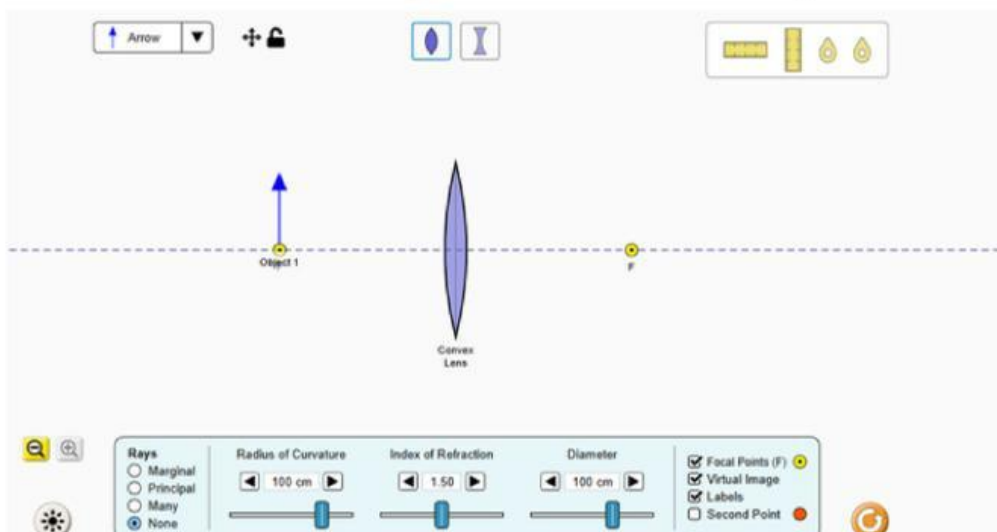 Arrow
Object 1
F
Convex
Lens
Rays
Marginal
Principal
Many
None
Radius of Curvature
100 cm
Index of Refraction
1.50
Diameter
100 cm
Focal Points (F)
Virtual Image
Labels
Second Point